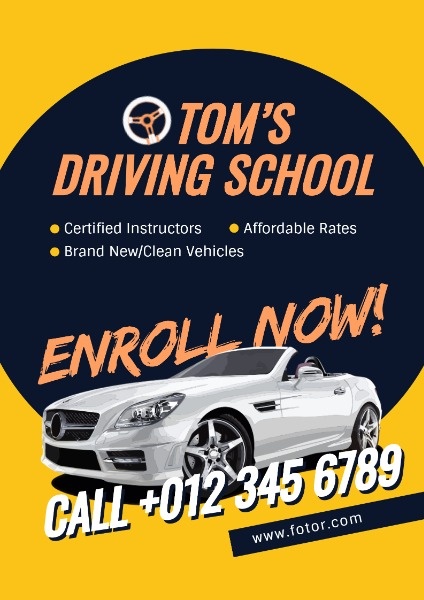 TOM'S
DRIVING SCHOOL
Certified Instructors
Affordable Rates
Brand New/Clean Vehicles
ENROLL NOW!
CALL +012 345 6789
www.fotor.com